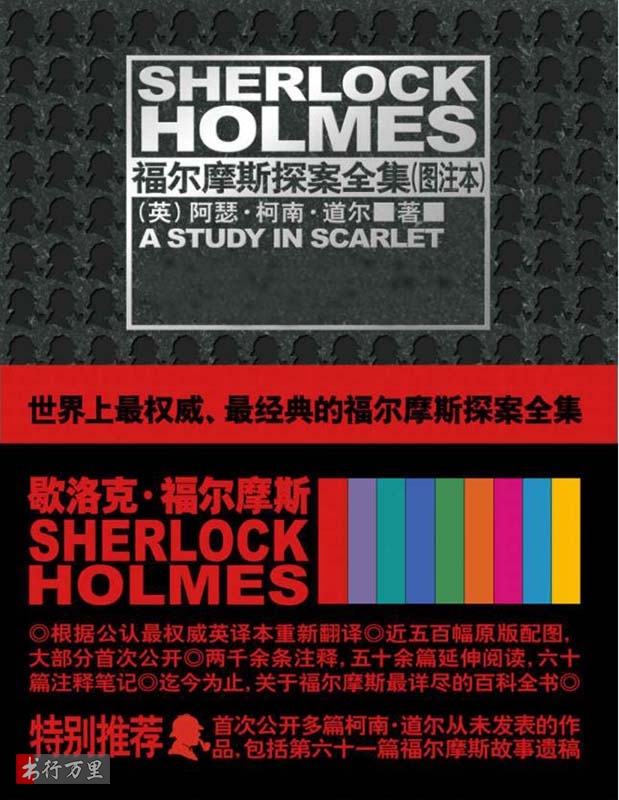 SHERLOCK
HOLMES
福尔摩斯探案全集(图注本)
(英)阿瑟·柯南·道尔■著■
A STUDY IN SCARLET
世界上最权威、最经典的福尔摩斯探案全集
歇洛克·福尔摩斯
SHERLOCK
HOLMES
◎根据公认最权威英译本重新翻译◎近五百幅原版配图,
大部分首次公开◎两千余条注释,五十余篇延伸阅读,六十
篇注释笔记◎迄今为止,关于福尔摩斯最详尽的百科全书◎
特别推荐
首次公开多篇柯南·道尔从未发表的作
品,包括第六十一篇福尔摩斯故事遗稿
书行万里